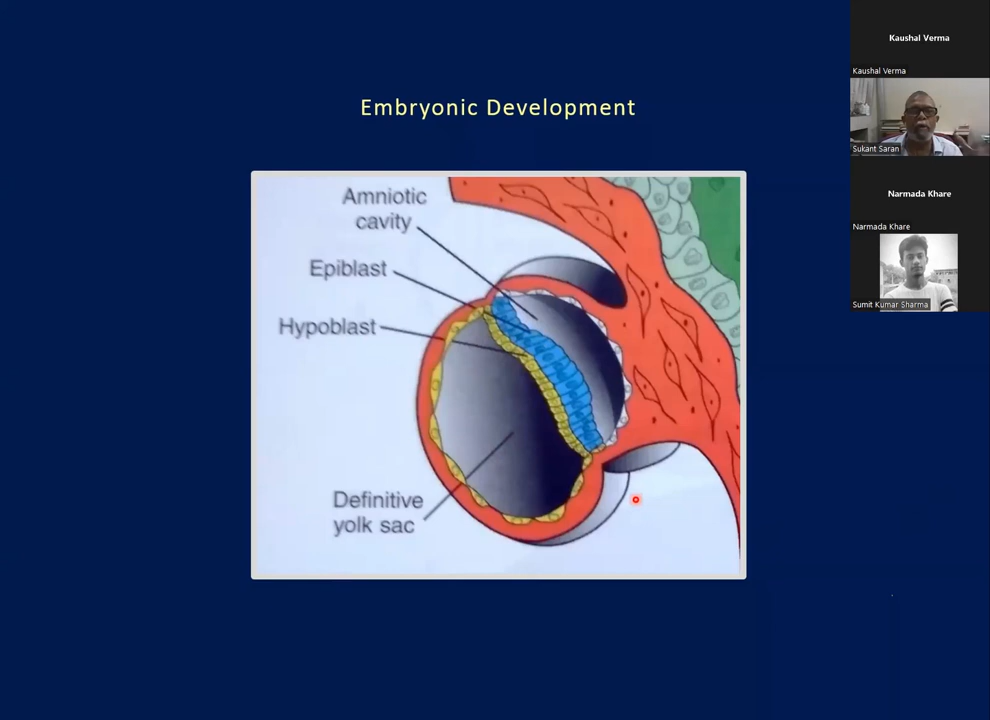 Embryonic Development
Amniotic
cavity
Epiblast
Hypoblast
Definitive
yolk sac
Kaushal Verma
Kaushal Verma
Sukant Saran
Narmada Khare
Narmada Khare
Sumit Kumar Sharma